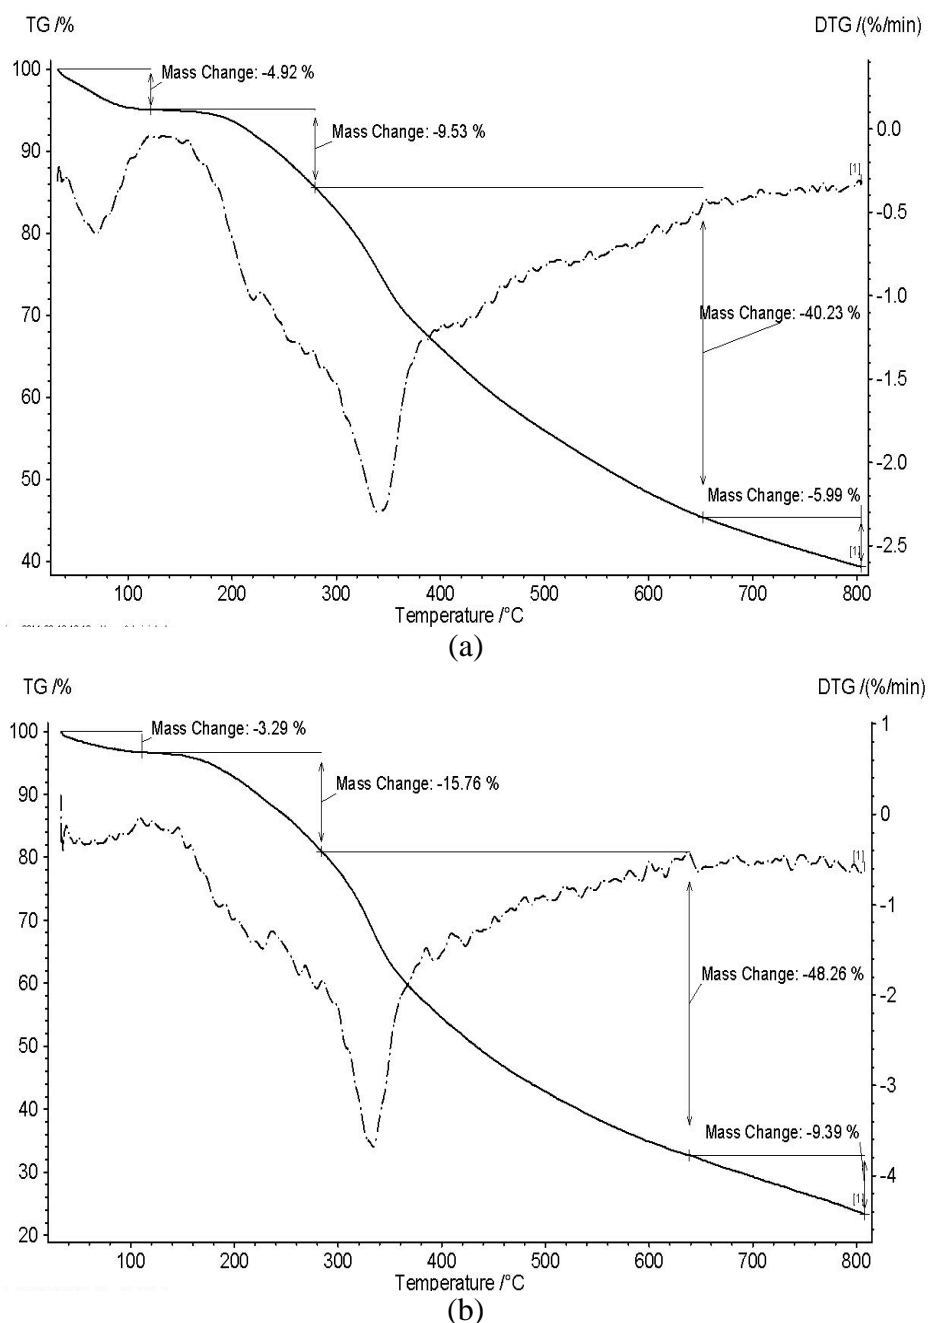 TG /%
DTG /(%/min)
100
Mass Change: -4.92 %
Mass Change: -9.53 %
0.0
90
[1]
-0.5
80
-1.0
70
Mass Change: -40.23 %
-1.5
60
-2.0
50
Mass Change: -5.99 %
-2.5
[1]
40
100 200 300 400 500 600 700 800
Temperature /°C
(a)
TG /%
DTG /(%/min)
100
Mass Change: -3.29 %
1
90
Mass Change: -15.76 %
0
80
[1]
-1
70
60
Mass Change: -48.26 %
-2
50
-3
40
Mass Change: -9.39 %
30
-4
[1]
20
100 200 300 400 500 600 700 800
Temperature /°C
(b)